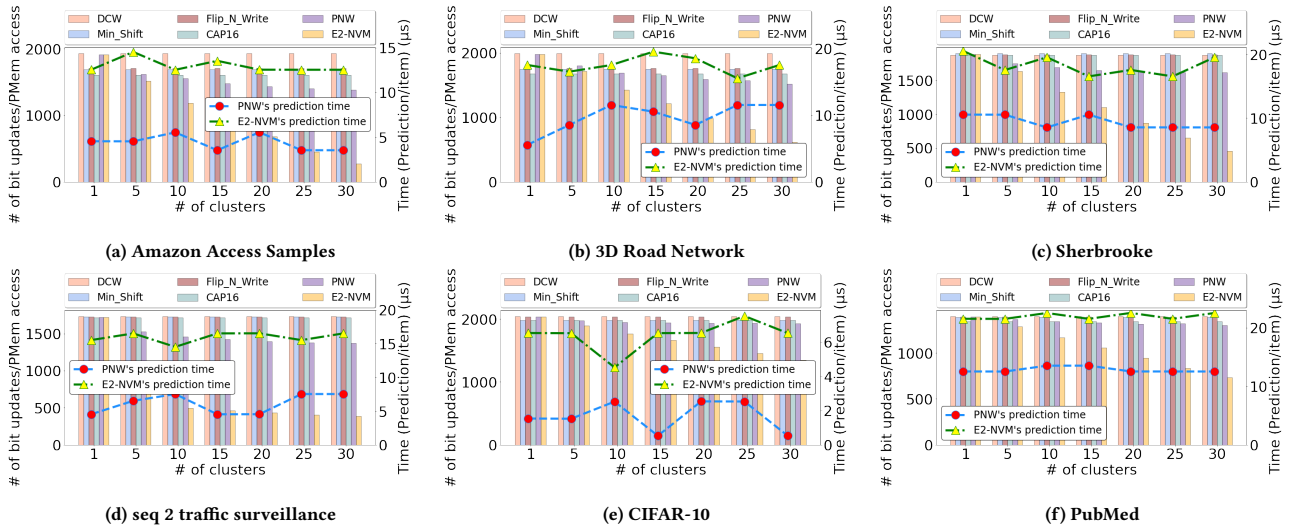 DCW Flip_N_Write PNW
Min_Shift CAP16 E2-NVM
# of bit updates/PMem access
2000
1000
0
15
10
5
0
Time (Prediction/item) (μs)
PNW's prediction time
E2-NVM's prediction time
1 5 10 15 20 25 30
# of clusters
(a) Amazon Access Samples
DCW Flip_N_Write PNW
Min_Shift CAP16 E2-NVM
# of bit updates/PMem access
2000
1000
0
20
10
0
Time (Prediction/item) (μs)
PNW's prediction time
E2-NVM's prediction time
1 5 10 15 20 25 30
# of clusters
(b) 3D Road Network
DCW Flip_N_Write PNW
Min_Shift CAP16 E2-NVM
# of bit updates/PMem access
1500
1000
500
0
20
10
0
Time (Prediction/item) (μs)
PNW's prediction time
E2-NVM's prediction time
1 5 10 15 20 25 30
# of clusters
(c) Sherbrooke
DCW Flip_N_Write PNW
Min_Shift CAP16 E2-NVM
# of bit updates/PMem access
1500
1000
500
0
20
15
10
5
0
Time (Prediction/item) (μs)
PNW's prediction time
E2-NVM's prediction time
1 5 10 15 20 25 30
# of clusters
(d) seq 2 traffic surveillance
DCW Flip_N_Write PNW
Min_Shift CAP16 E2-NVM
# of bit updates/PMem access
2000
1000
0
6
4
2
0
Time (Prediction/item) (μs)
PNW's prediction time
E2-NVM's prediction time
1 5 10 15 20 25 30
# of clusters
(e) CIFAR-10
DCW Flip_N_Write PNW
Min_Shift CAP16 E2-NVM
# of bit updates/PMem access
1000
0
20
10
0
Time (Prediction/item) (μs)
PNW's prediction time
E2-NVM's prediction time
1 5 10 15 20 25 30
# of clusters
(f) PubMed